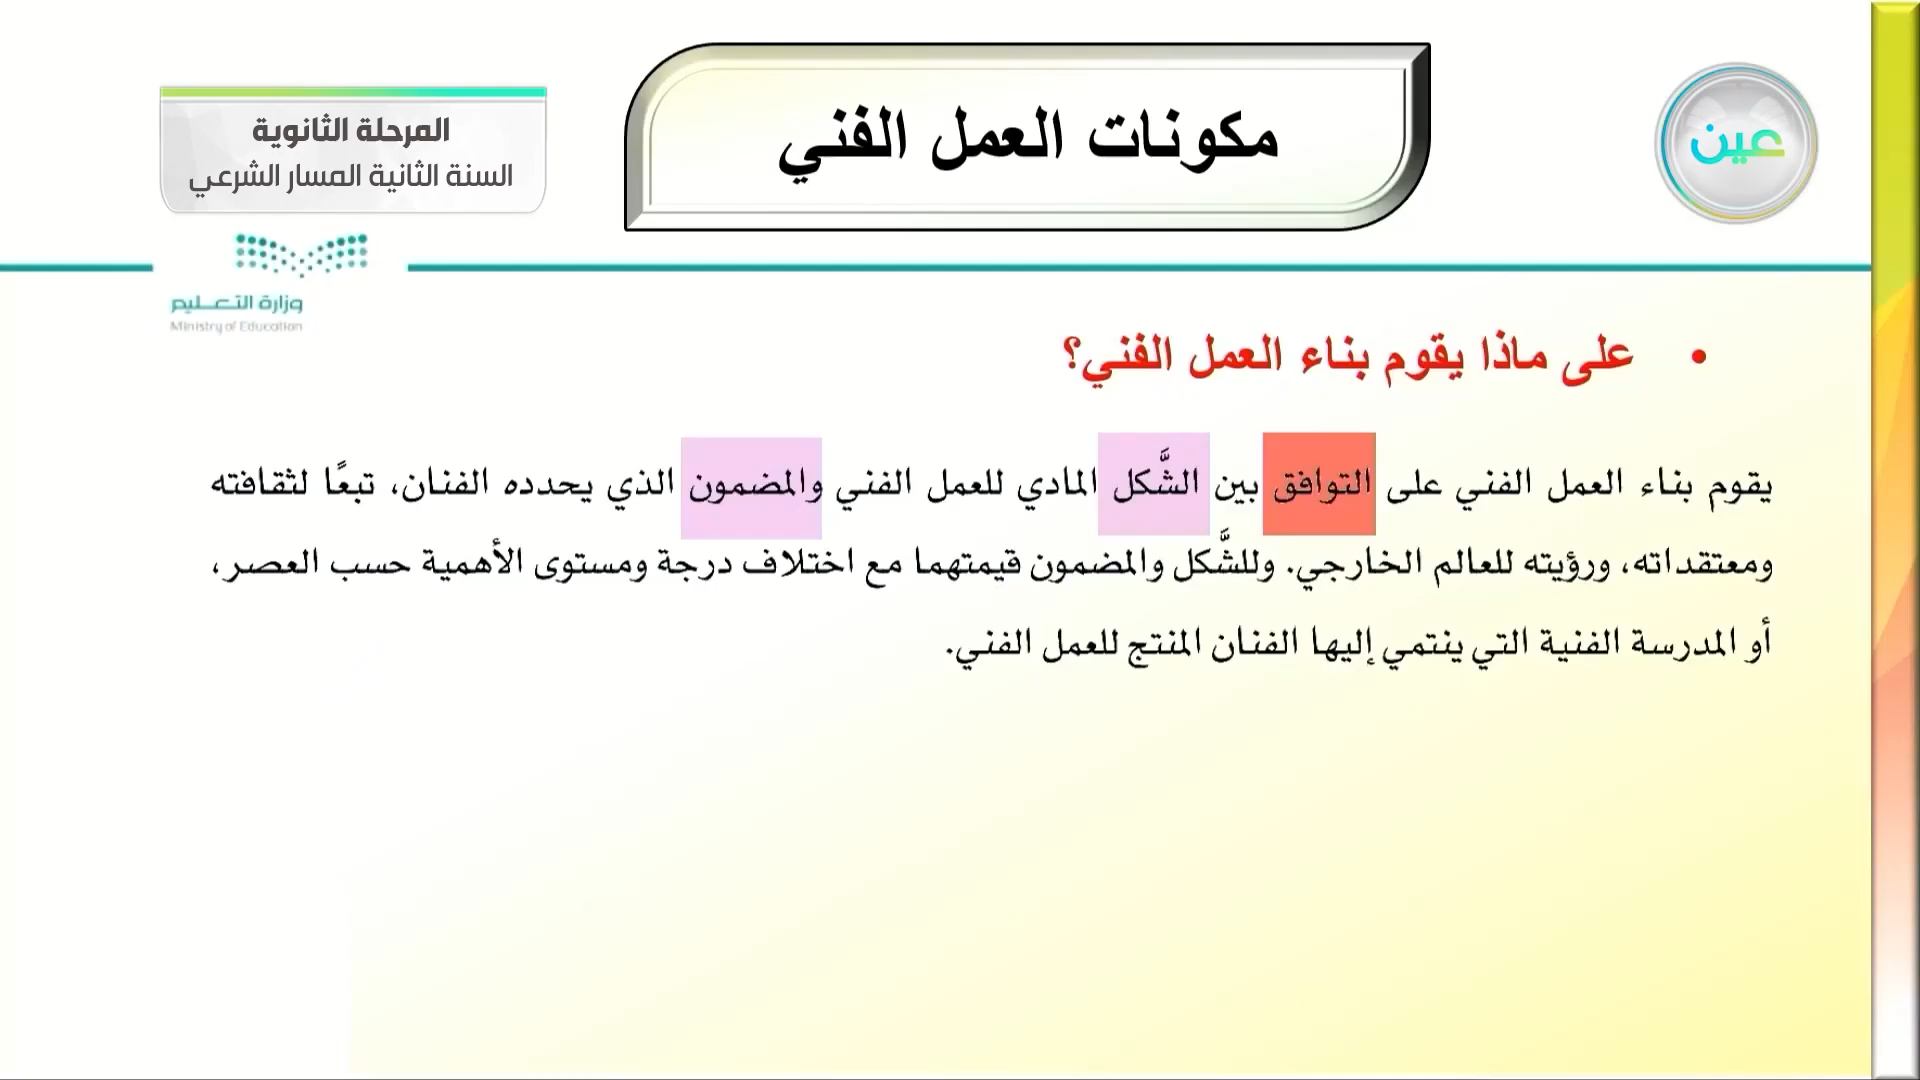 عين
مكونات العمل الفني
المرحلة الثانوية
السنة الثانية المسار الشرعي
وزارة التعـليم
Ministry of Education
• على ماذا يقوم بناء العمل الفني؟
يقوم بناء العمل الفني على التوافق بين الشَّكل المادي للعمل الفني والمضمون الذي يحدده الفنان، تبعًا لثقافته
ومعتقداته، ورؤيته للعالم الخارجي. وللشَّكل والمضمون قيمتهما مع اختلاف درجة ومستوى الأهمية حسب العصر،
أو المدرسة الفنية التي ينتمي إليها الفنان المنتج للعمل الفني.